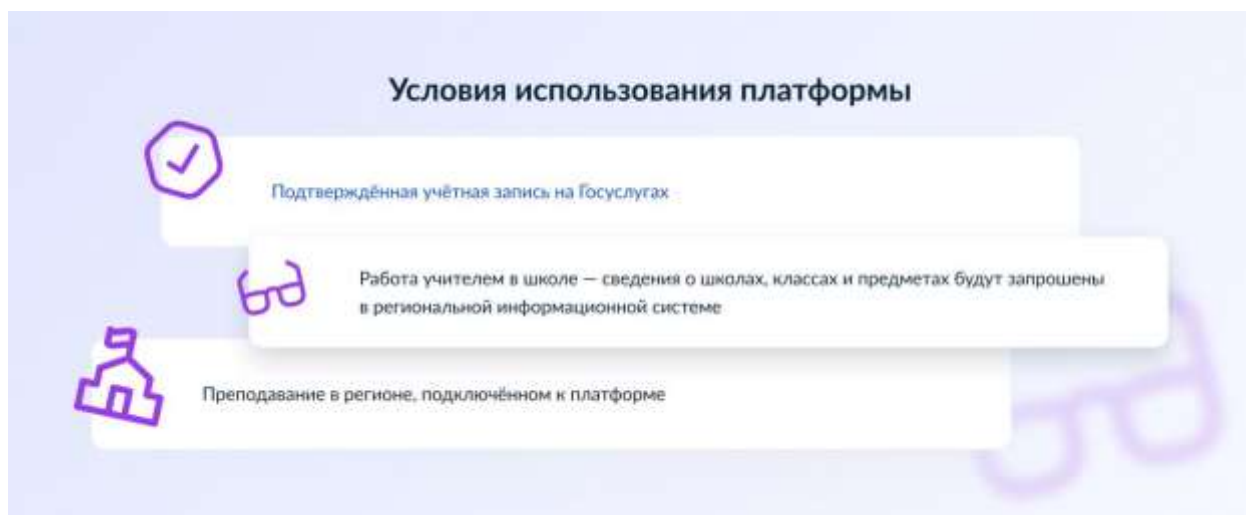 Условия использования платформы
Подтверждённая учётная запись на Госуслугах
Работа учителем в школе — сведения о школах, классах и предметах будут запрошены
в региональной информационной системе
Преподавание в регионе, подключённом к платформе